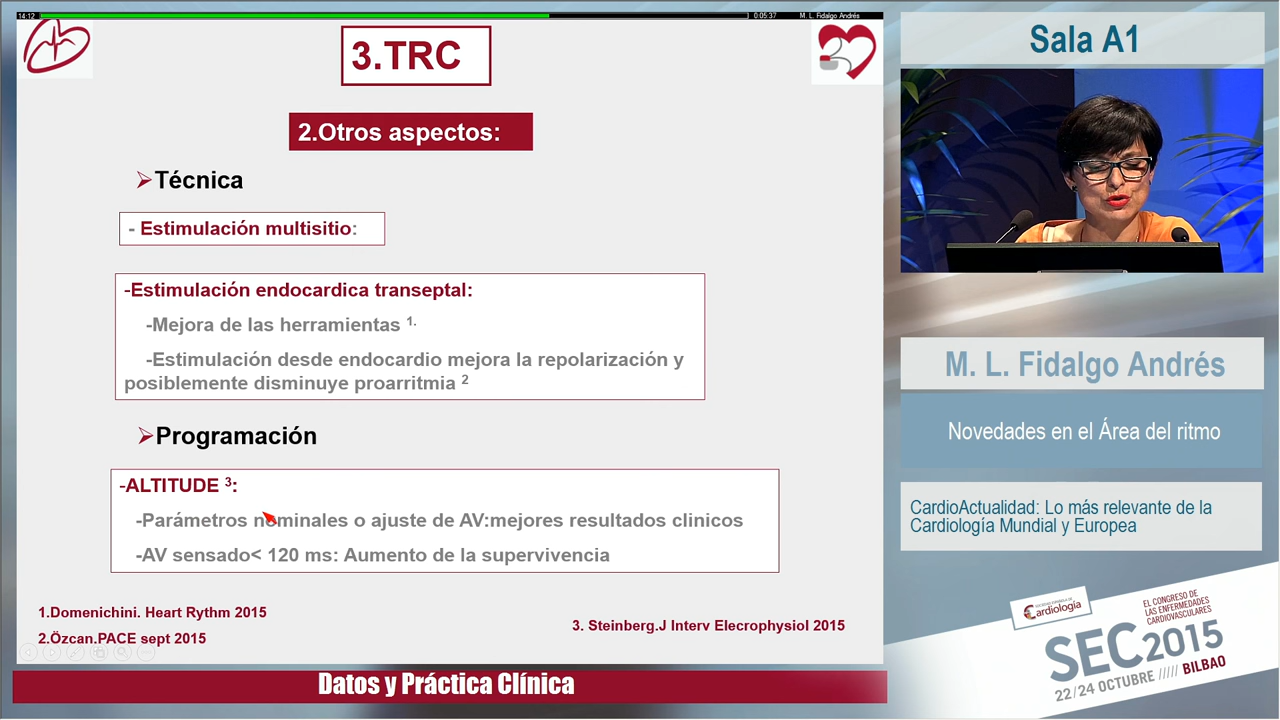 14:12
0:05:37
M. L. Fidalgo Andrés
3.TRC
2.Otros aspectos:
Técnica
- Estimulación multisitio:
-Estimulación endocardica transeptal:
-Mejora de las herramientas 1.
-Estimulación desde endocardio mejora la repolarización y
posiblemente disminuye proarritmia 2
Programación
-ALTITUDE 3:
-Parámetros nominales o ajuste de AV:mejores resultados clinicos
-AV sensado< 120 ms: Aumento de la supervivencia
1.Domenichini. Heart Rythm 2015
2.Özcan.PACE sept 2015
3. Steinberg.J Interv Elecrophysiol 2015
Datos y Práctica Clínica
Sala A1
M. L. Fidalgo Andrés
Novedades en el Área del ritmo
CardioActualidad: Lo más relevante de la
Cardiología Mundial y Europea
SOCIEDAD ESPAÑOLA DE
Cardiología
EL CONGRESO DE
LAS ENFERMEDADES
CARDIOVASCULARES
SEC2015
22/24 OCTUBRE ///// BILBAO